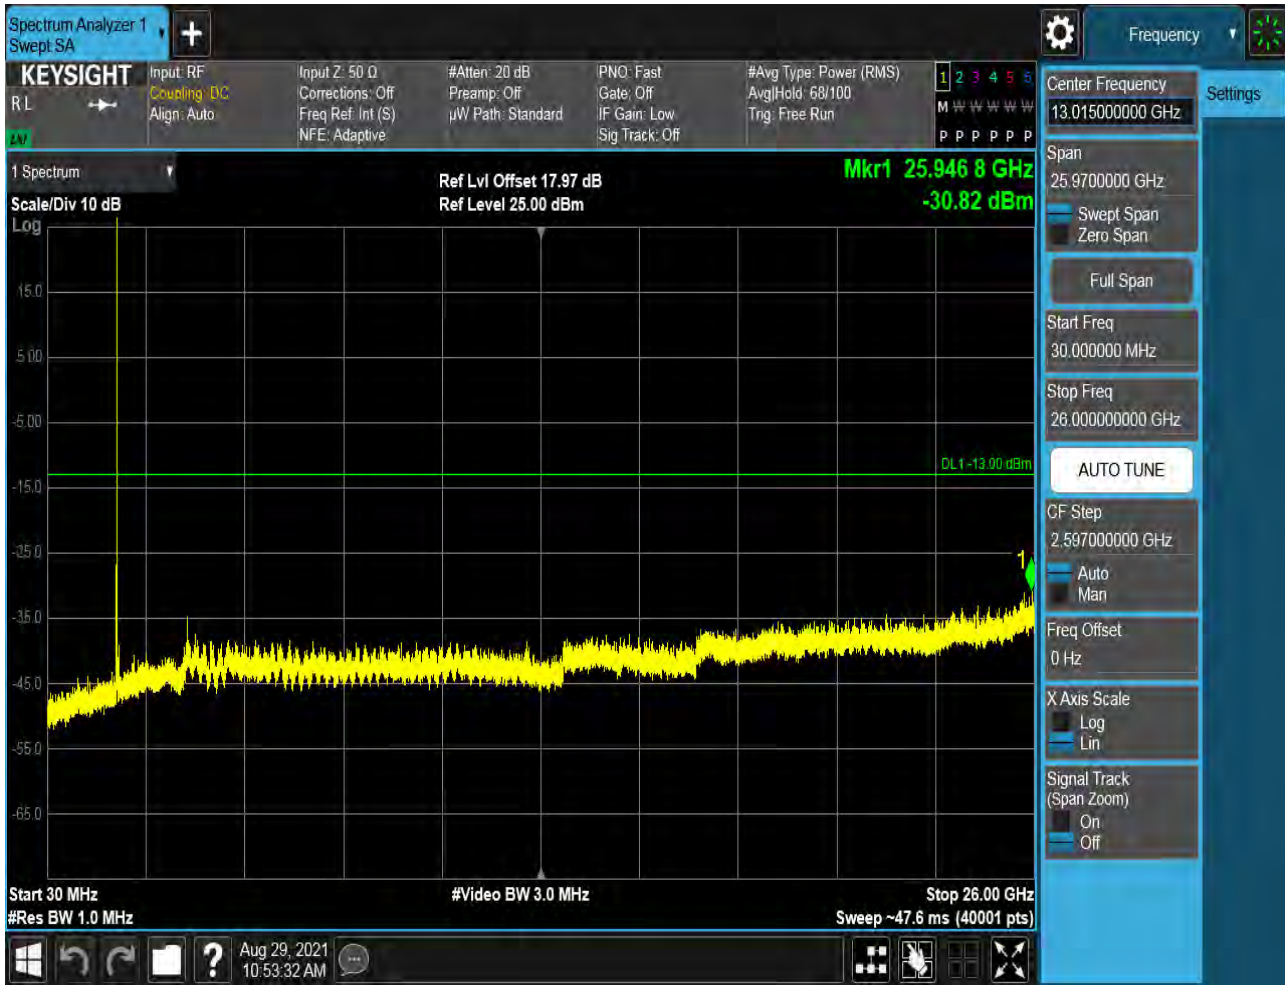 Spectrum Analyzer 1
Swept SA
Frequency
KEYSIGHT
R L
LNI
Input: RF
Coupling: DC
Align: Auto
Input Z: 50 Ω
Corrections: Off
Freq Ref: Int (S)
NFE: Adaptive
#Atten: 20 dB
Preamp: Off
µW Path: Standard
PNO: Fast
Gate: Off
IF Gain: Low
Sig Track: Off
#Avg Type: Power (RMS)
Avg|Hold: 68/100
Trig: Free Run
1 2 3 4 5 6
M W W W W W
P P P P P P
1 Spectrum
Scale/Div 10 dB
Log
Ref Lvl Offset 17.97 dB
Ref Level 25.00 dBm
Mkr1 25.946 8 GHz
-30.82 dBm
15.0
5.00
-5.00
-15.0
-25.0
-35.0
-45.0
-55.0
-65.0
DL1 -13.00 dBm
1
Start 30 MHz
#Res BW 1.0 MHz
#Video BW 3.0 MHz
Stop 26.00 GHz
Sweep ~47.6 ms (40001 pts)
Center Frequency
13.015000000 GHz
Settings
Span
25.9700000 GHz
Swept Span
Zero Span
Full Span
Start Freq
30.000000 MHz
Stop Freq
26.000000000 GHz
AUTO TUNE
CF Step
2.597000000 GHz
Auto
Man
Freq Offset
0 Hz
X Axis Scale
Log
Lin
Signal Track
(Span Zoom)
On
Off
?
Aug 29, 2021
10:53:32 AM